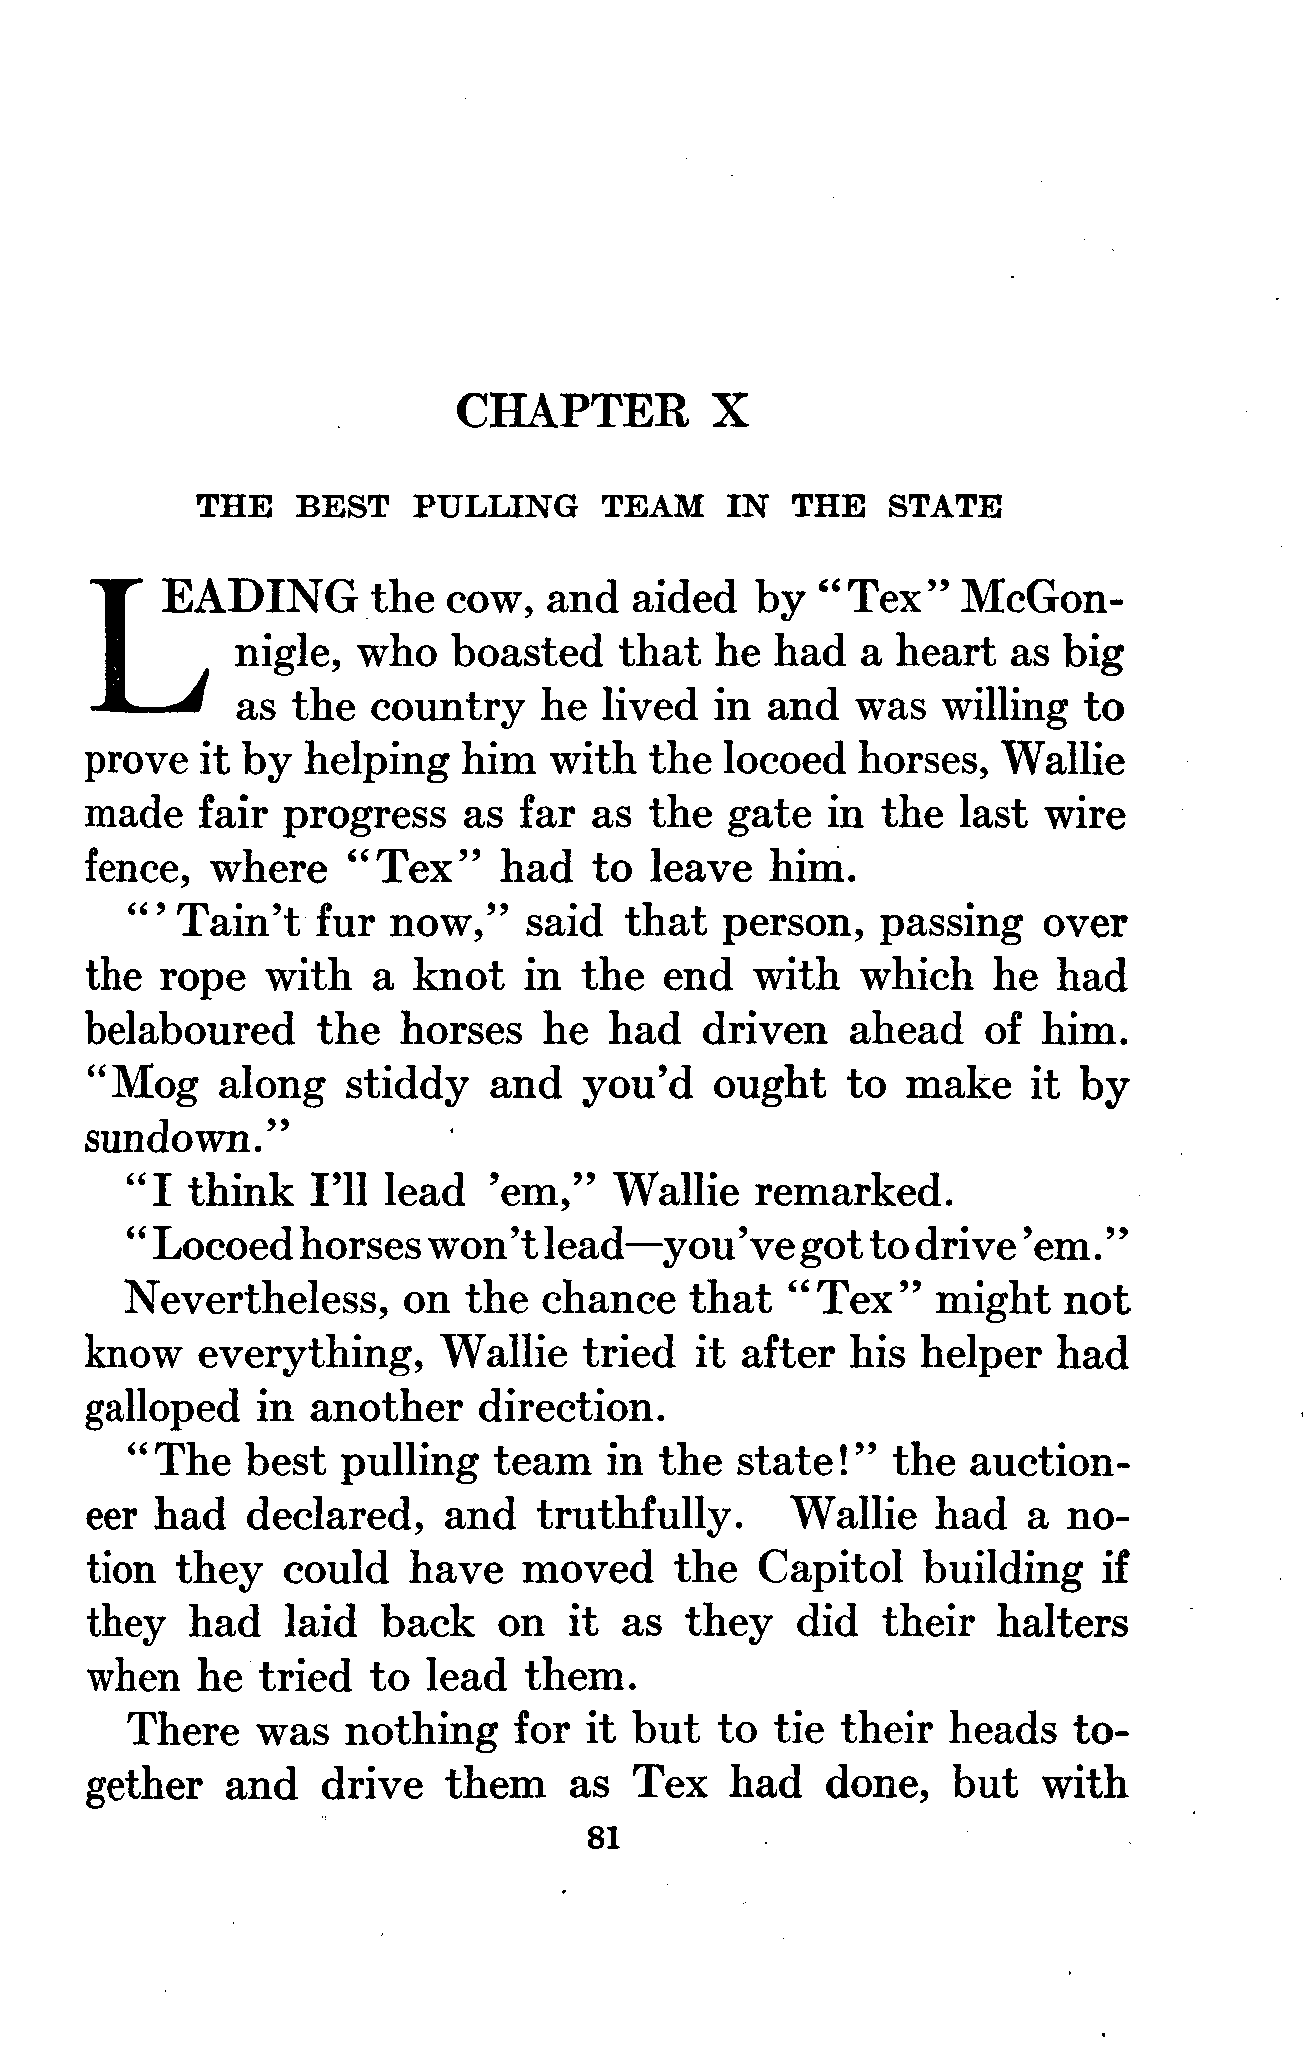 CHAPTER X
THE BEST PULLING TEAM IN THE STATE
LEADING the cow, and aided by "Tex" McGon-
nigle, who boasted that he had a heart as big
as the country he lived in and was willing to
prove it by helping him with the locoed horses, Wallie
made fair progress as far as the gate in the last wire
fence, where "Tex" had to leave him.
"'Tain't fur now," said that person, passing over
the rope with a knot in the end with which he had
belaboured the horses he had driven ahead of him.
"Mog along stiddy and you'd ought to make it by
sundown."
"I think I'll lead 'em," Wallie remarked.
"Locoed horses won't lead—you've got to drive 'em."
Nevertheless, on the chance that "Tex" might not
know everything, Wallie tried it after his helper had
galloped in another direction.
"The best pulling team in the state!" the auction-
eer had declared, and truthfully. Wallie had a no-
tion they could have moved the Capitol building if
they had laid back on it as they did their halters
when he tried to lead them.
There was nothing for it but to tie their heads to-
gether and drive them as Tex had done, but with
81